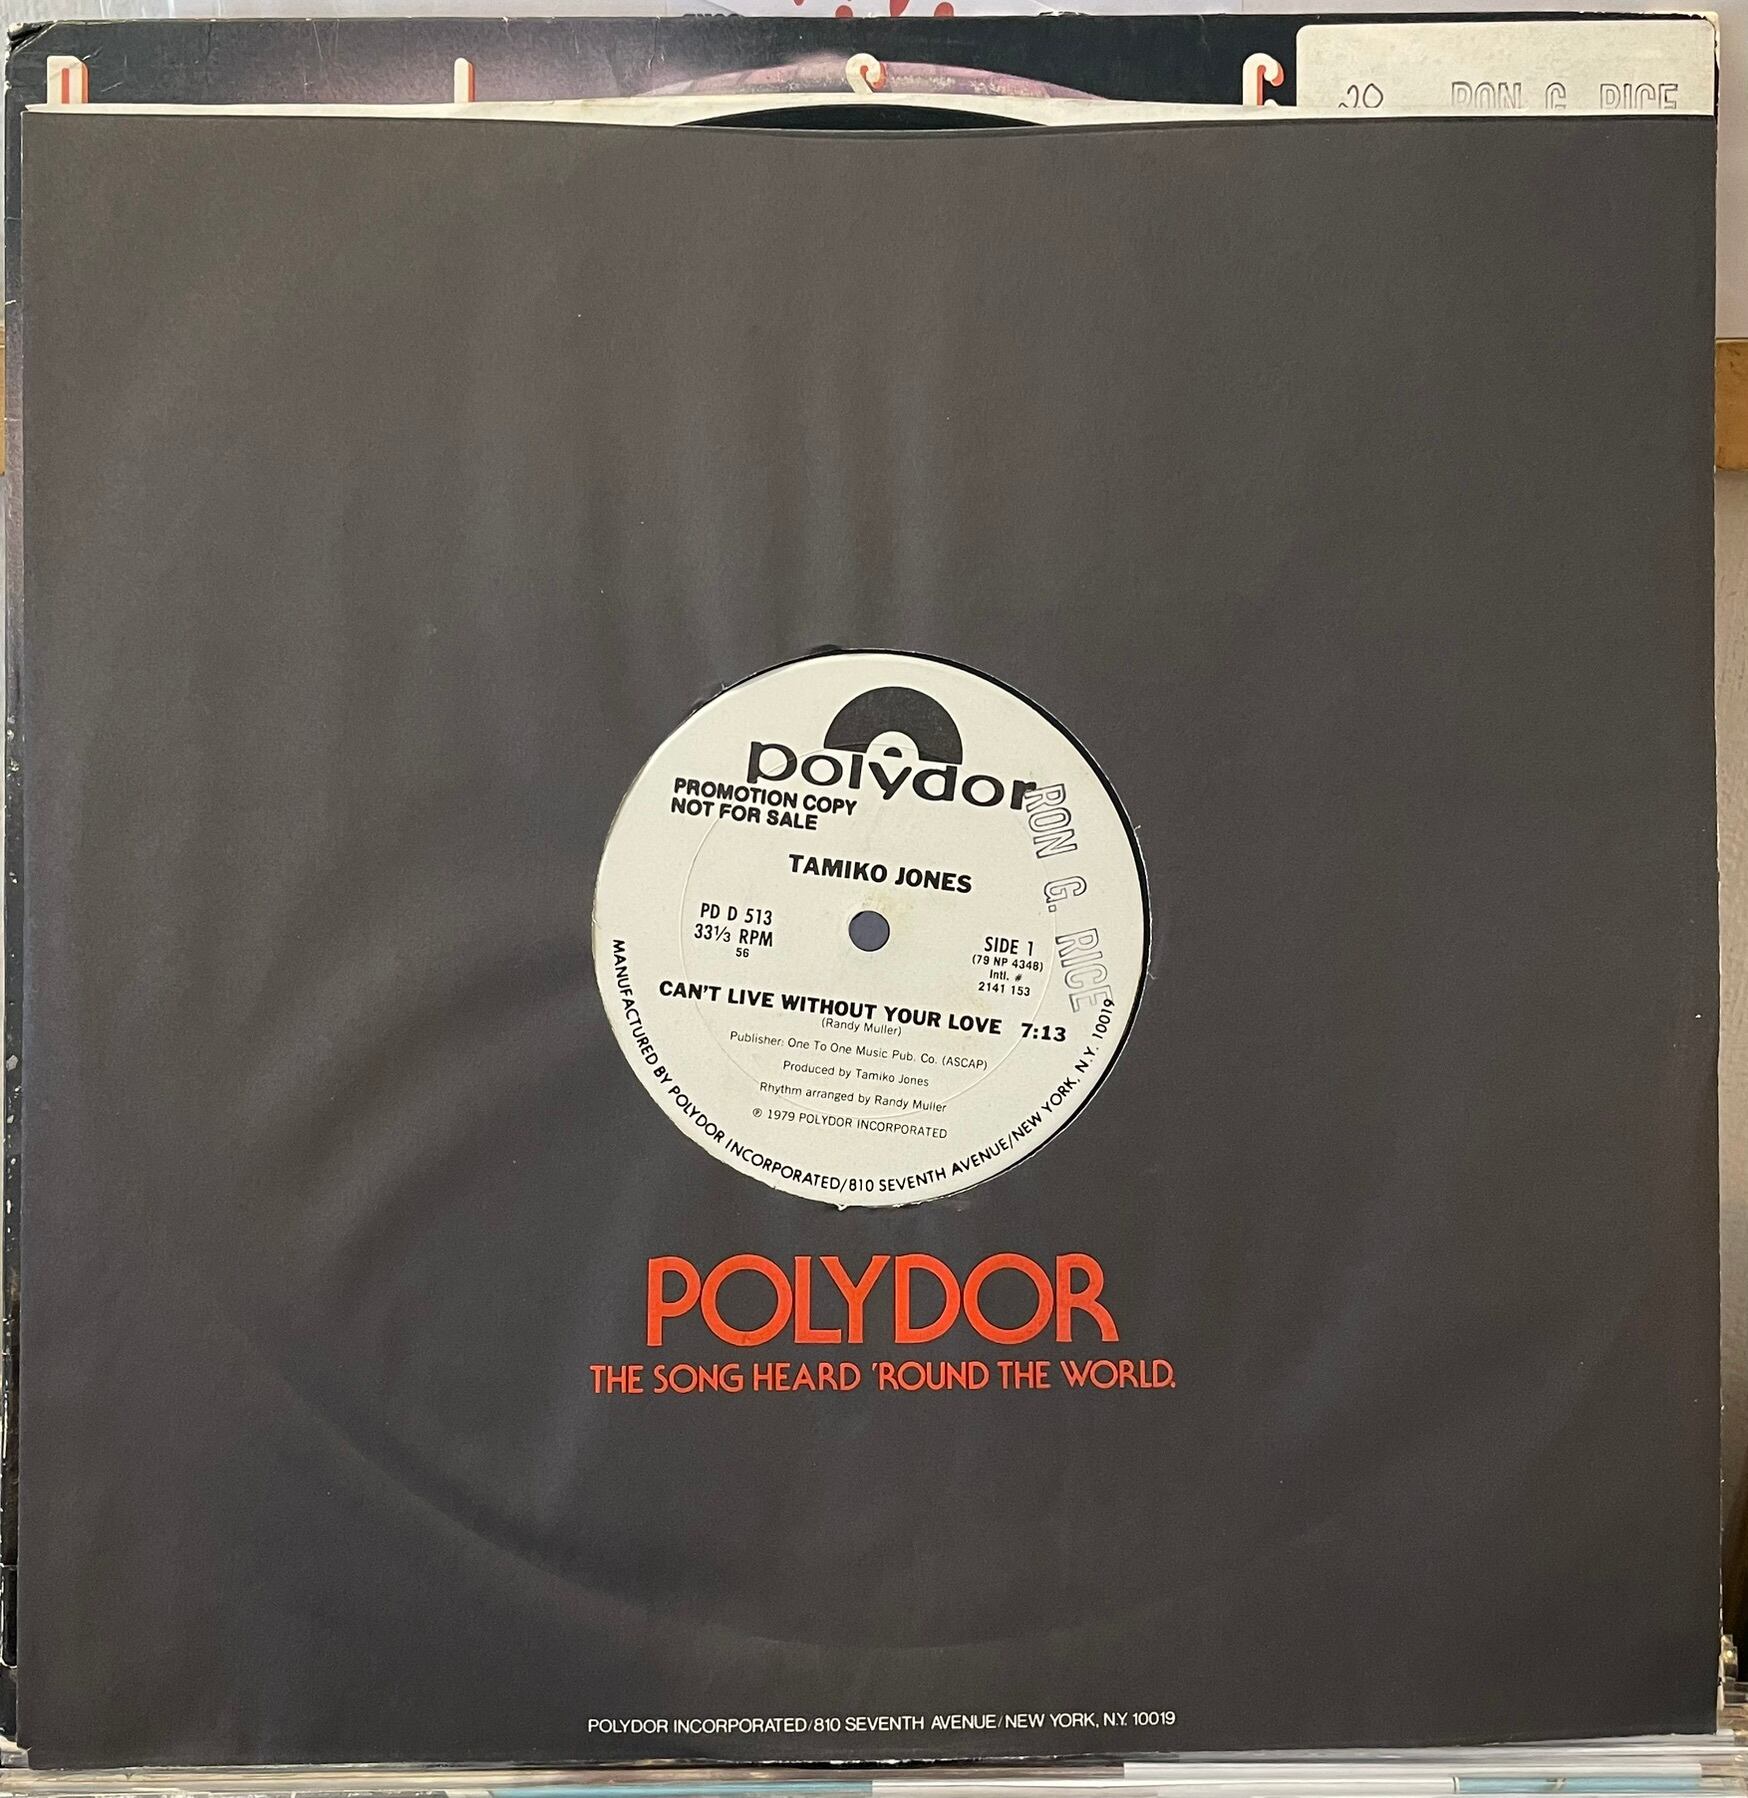 D I S C
20 RON G. RICE
polydor
PROMOTION COPY
NOT FOR SALE
RON G. RICE
TAMIKO JONES
PD D 513
33⅓ RPM
56
SIDE 1
(79 NP 4348)
Intl. #
2141 153
CAN'T LIVE WITHOUT YOUR LOVE 7:13
(Randy Muller)
Publisher: One To One Music Pub. Co. (ASCAP)
Produced by Tamiko Jones
Rhythm arranged by Randy Muller
℗ 1979 POLYDOR INCORPORATED
MANUFACTURED BY POLYDOR INCORPORATED/810 SEVENTH AVENUE/NEW YORK, N.Y. 10019
POLYDOR
THE SONG HEARD 'ROUND THE WORLD.
POLYDOR INCORPORATED/810 SEVENTH AVENUE/NEW YORK, N.Y. 10019